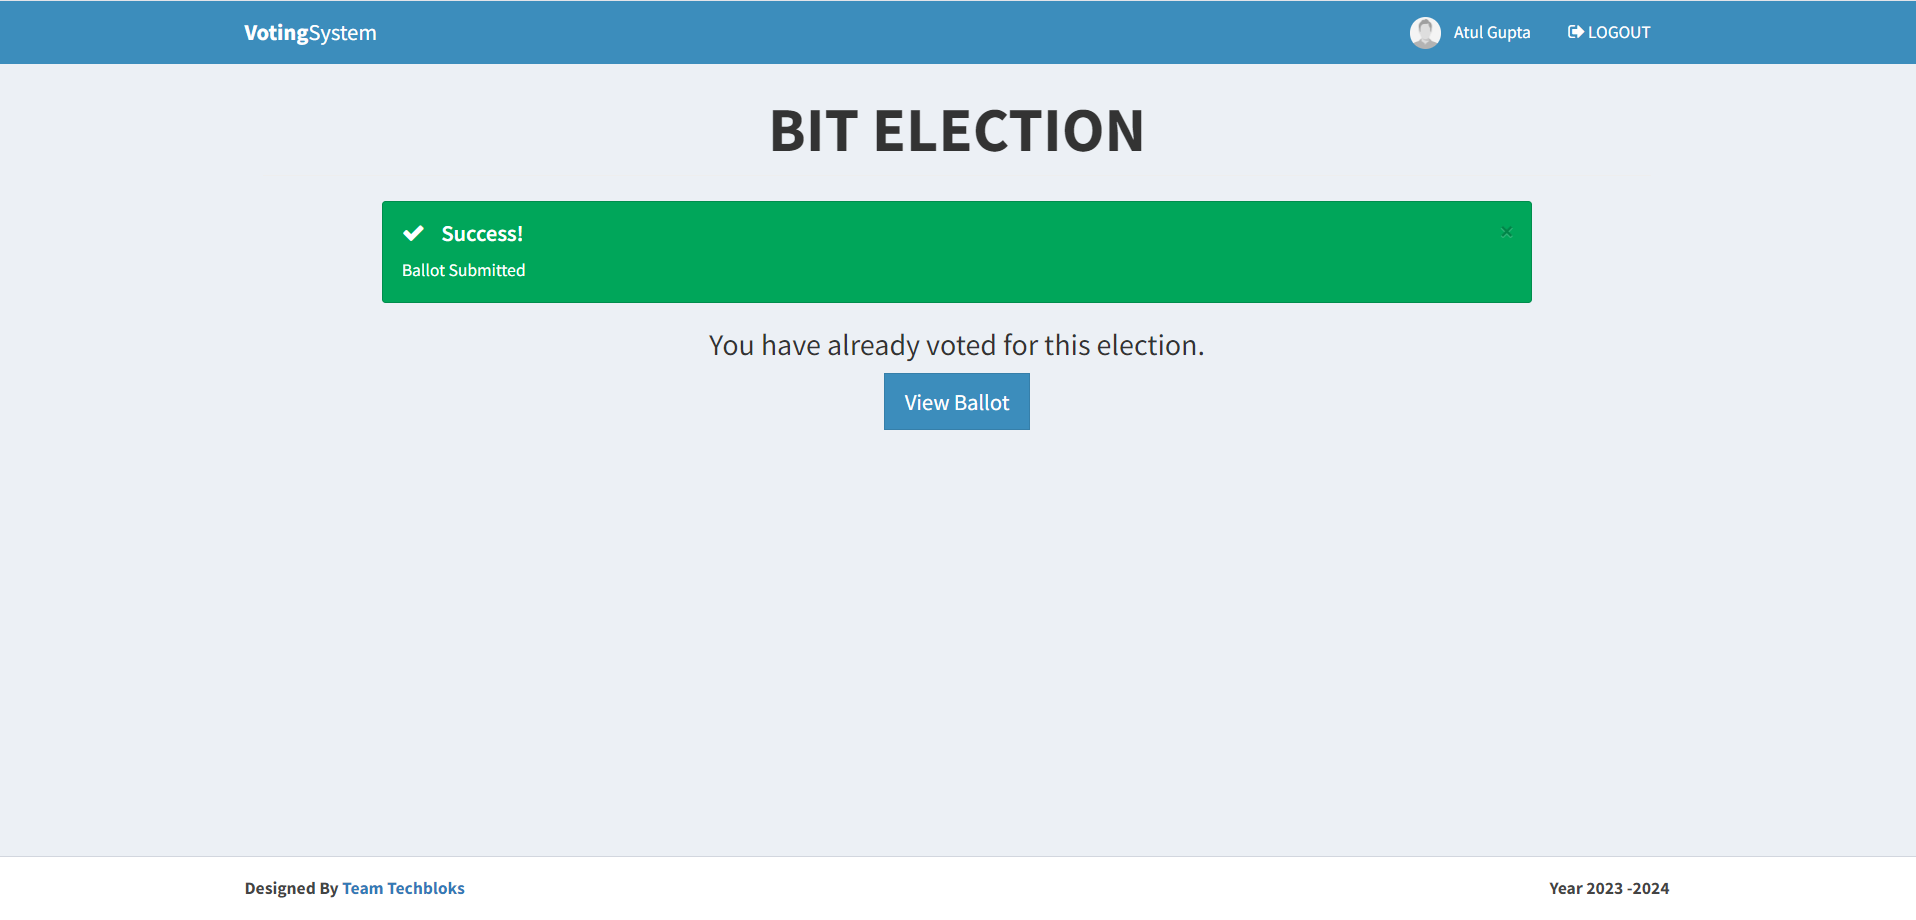 VotingSystem
Atul Gupta
LOGOUT
BIT ELECTION
Success!
×
Ballot Submitted
You have already voted for this election.
View Ballot
Designed By Team Techbloks
Year 2023 -2024